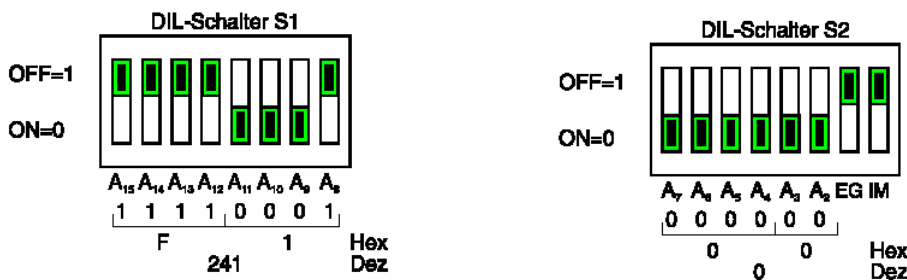 DIL-Schalter S1
OFF=1
ON=0
A15 A14 A13 A12 A11 A10 A9 A8
1 1 1 1 0 0 0 1
F 1 Hex
241 Dez
DIL-Schalter S2
OFF=1
ON=0
A7 A6 A5 A4 A3 A2 EG IM
0 0 0 0 0 0
0 0 Hex
0 Dez